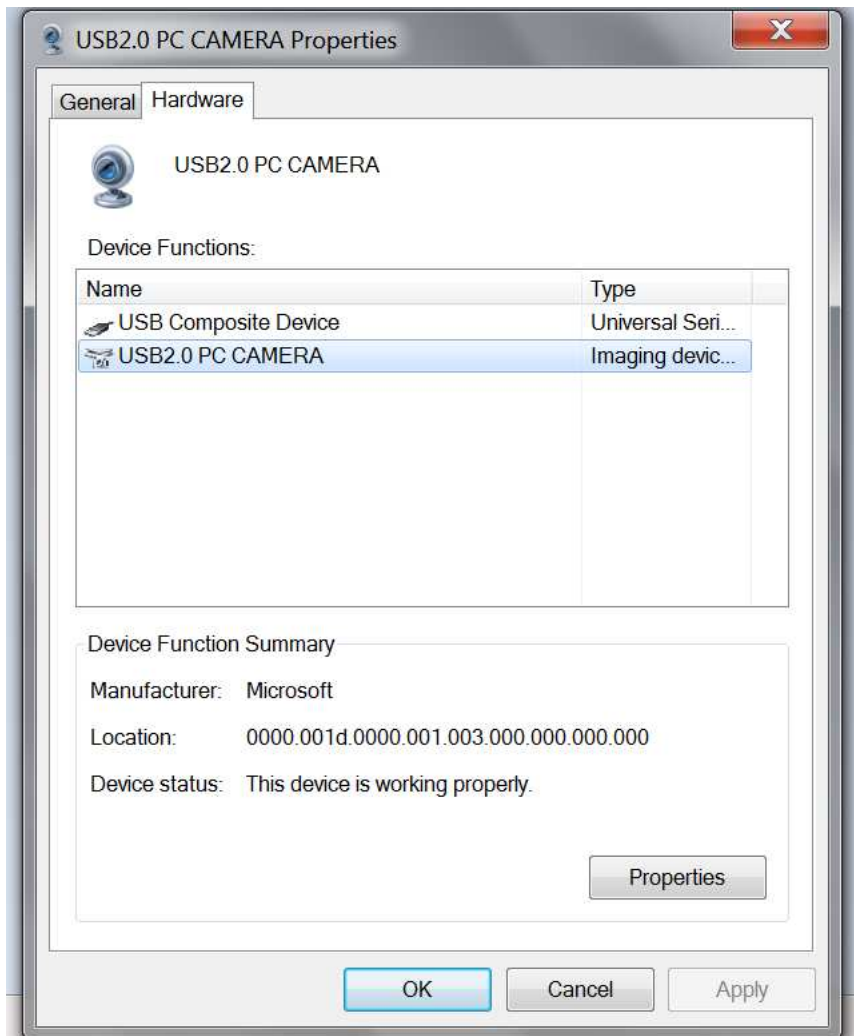 USB2.0 PC CAMERA Properties
General Hardware
USB2.0 PC CAMERA
Device Functions:
Name Type
USB Composite Device Universal Seri...
USB2.0 PC CAMERA Imaging devic...
Device Function Summary
Manufacturer: Microsoft
Location: 0000.001d.0000.001.003.000.000.000.000
Device status: This device is working properly.
Properties
OK Cancel Apply